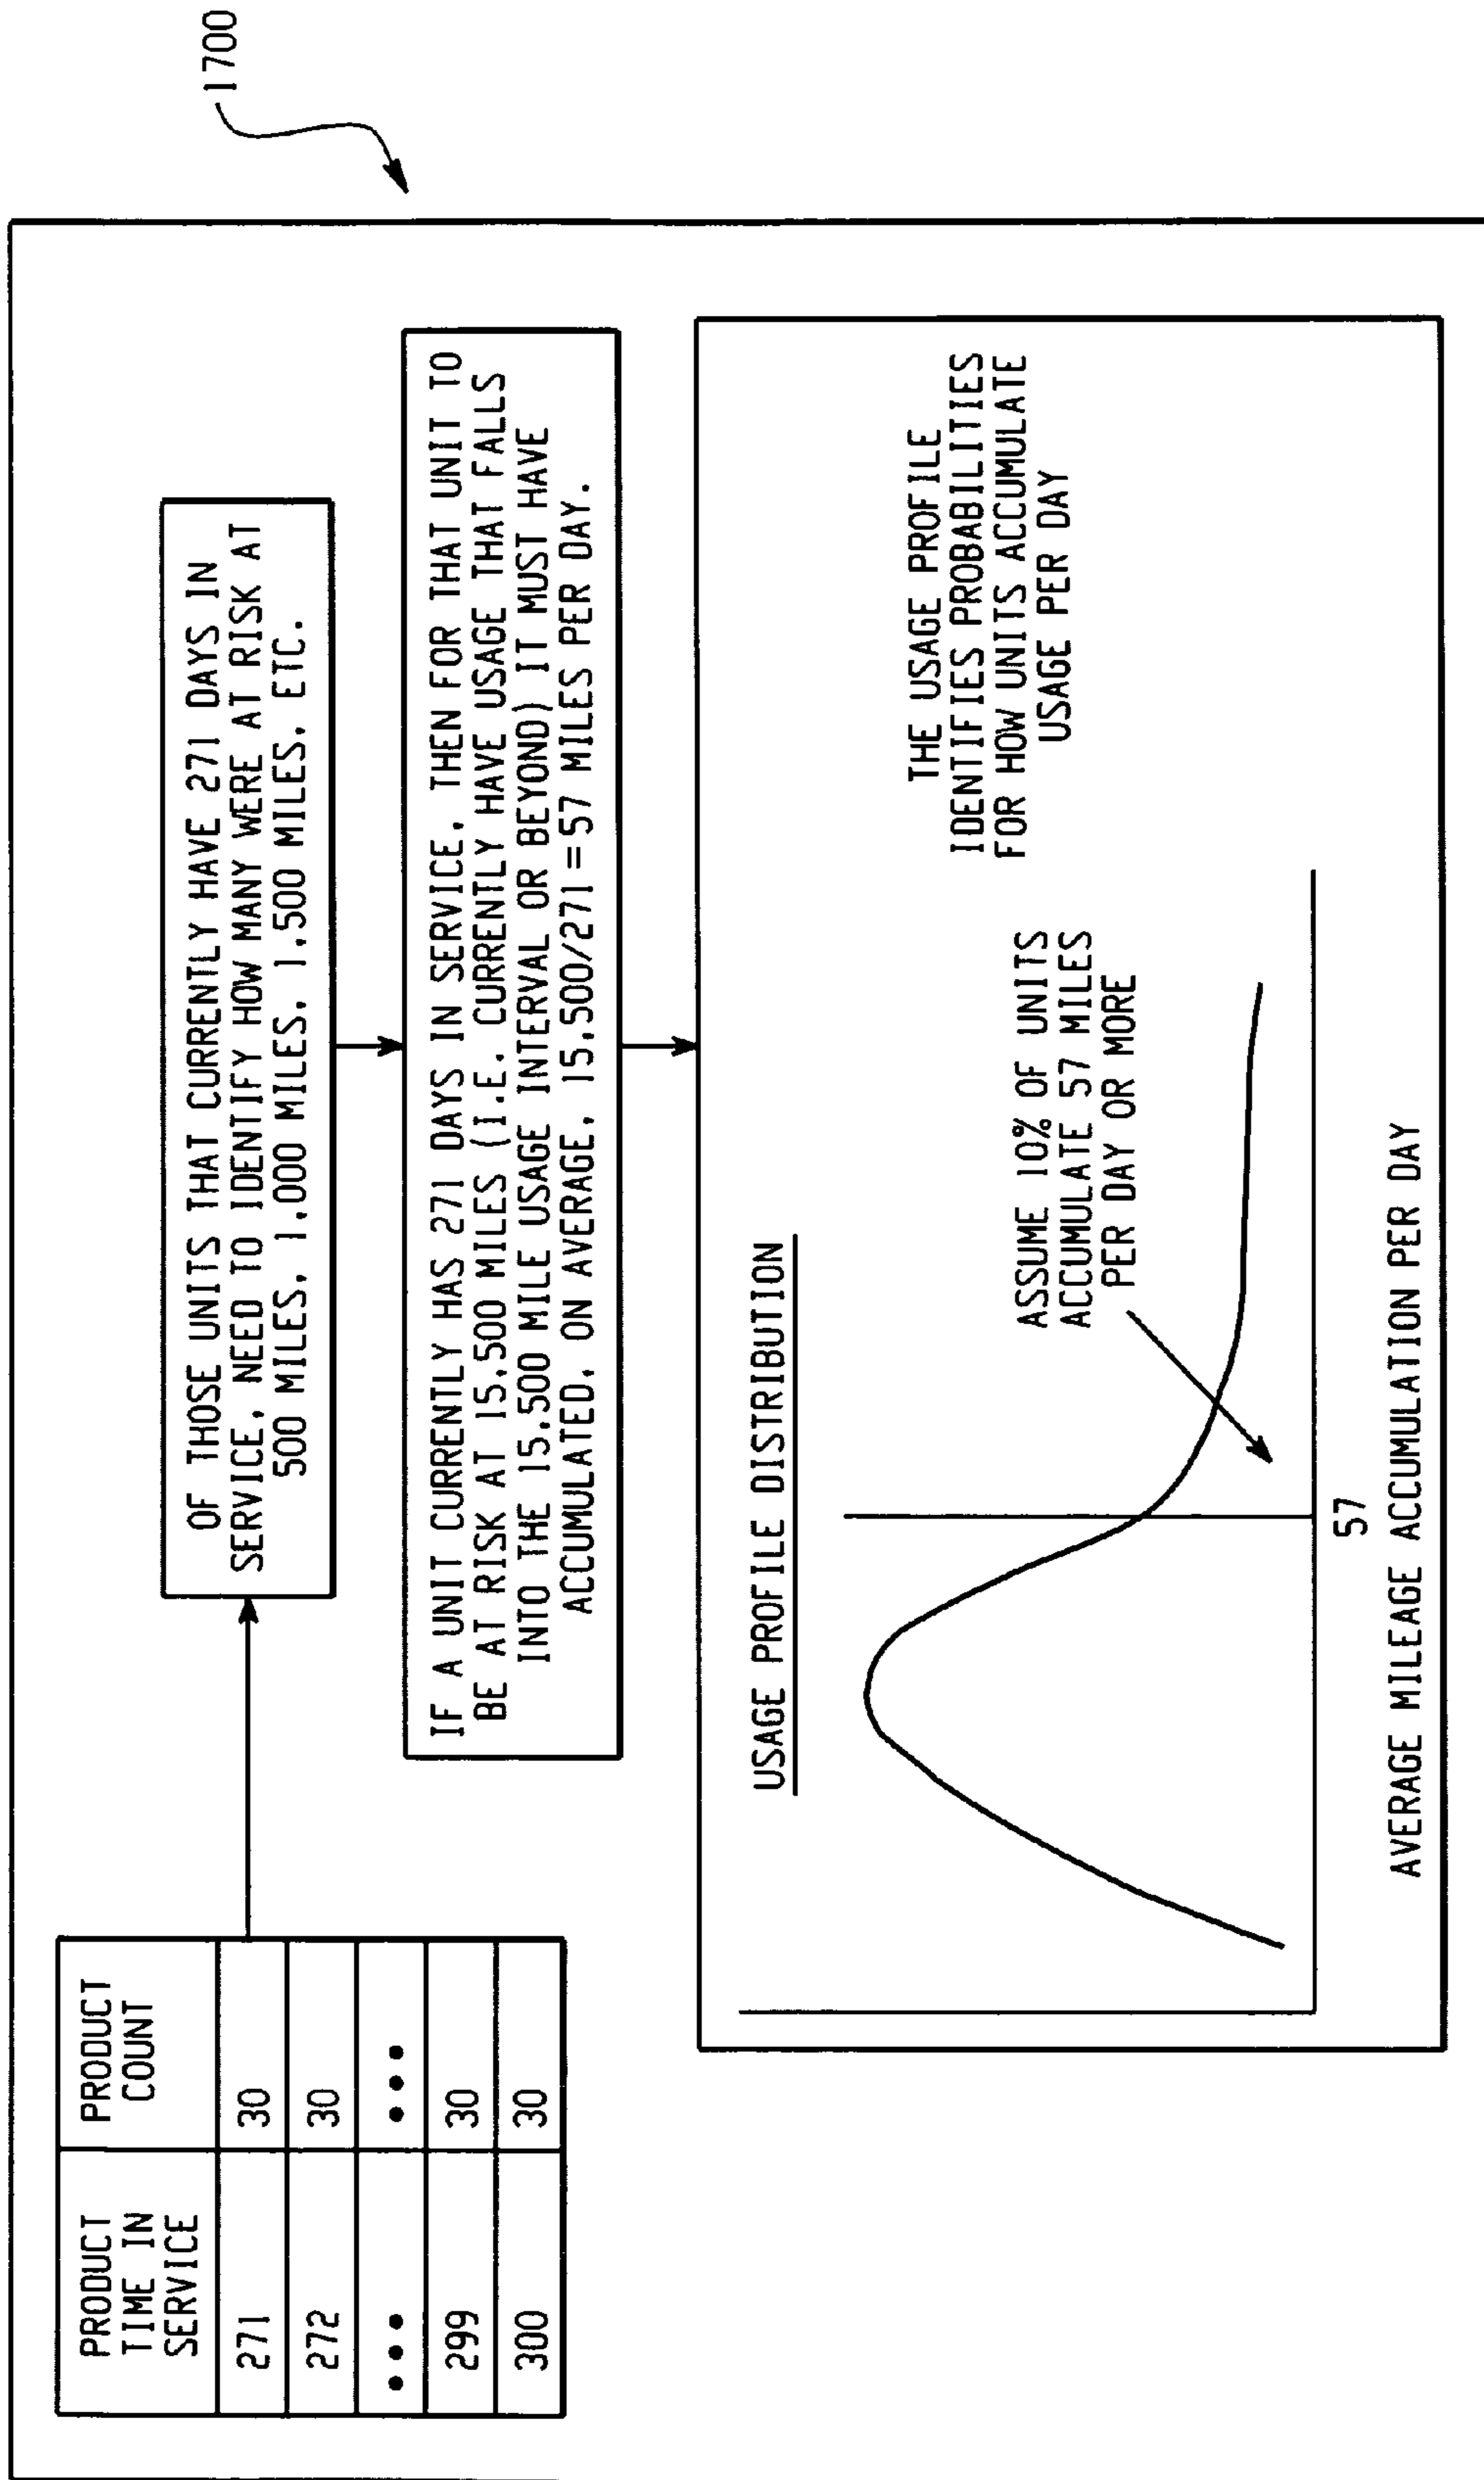 1700
PRODUCT
TIME IN
SERVICE
PRODUCT
COUNT
271 30
272 30
••• •••
299 30
300 30
OF THOSE UNITS THAT CURRENTLY HAVE 271 DAYS IN
SERVICE, NEED TO IDENTIFY HOW MANY WERE AT RISK AT
500 MILES, 1,000 MILES, 1,500 MILES, ETC.
IF A UNIT CURRENTLY HAS 271 DAYS IN SERVICE, THEN FOR THAT UNIT TO
BE AT RISK AT 15,500 MILES (I.E. CURRENTLY HAVE USAGE THAT FALLS
INTO THE 15,500 MILE USAGE INTERVAL OR BEYOND) IT MUST HAVE
ACCUMULATED, ON AVERAGE, 15,500/271 = 57 MILES PER DAY.
USAGE PROFILE DISTRIBUTION
ASSUME 10% OF UNITS
ACCUMULATE 57 MILES
PER DAY OR MORE
THE USAGE PROFILE
IDENTIFIES PROBABILITIES
FOR HOW UNITS ACCUMULATE
USAGE PER DAY
57
AVERAGE MILEAGE ACCUMULATION PER DAY